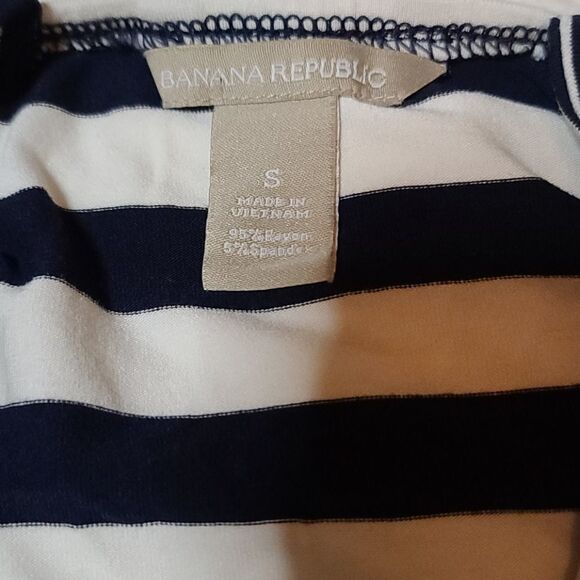 BANANA REPUBLIC
S
MADE IN
VIETNAM
95% Rayon
5% Spandex